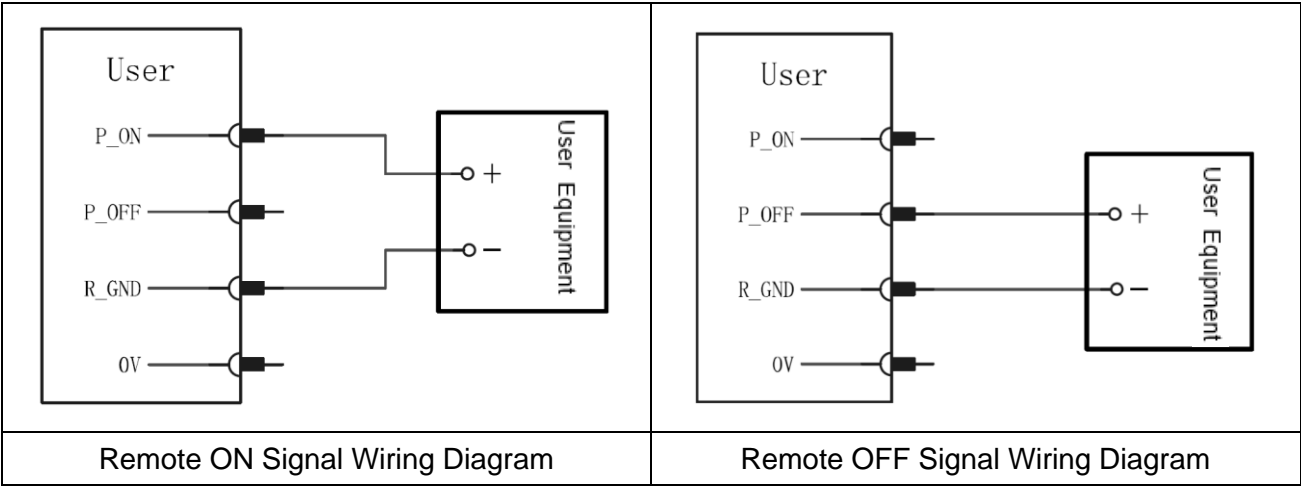 User
P_ON
P_OFF
R_GND
0V
+
−
User Equipment
Remote ON Signal Wiring Diagram
User
P_ON
P_OFF
R_GND
0V
+
−
User Equipment
Remote OFF Signal Wiring Diagram